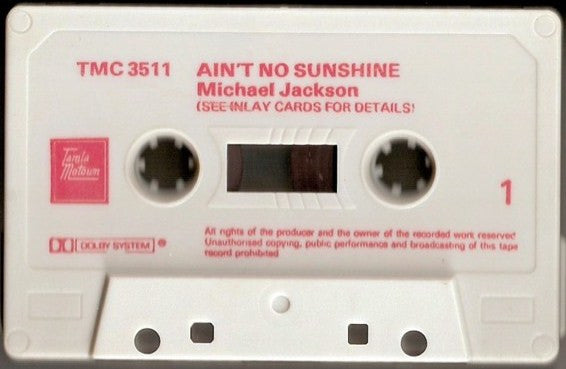 TMC 3511 AIN'T NO SUNSHINE
Michael Jackson
(SEE INLAY CARDS FOR DETAILS)
Tamla
Motown
1
DOLBY SYSTEM ®
All rights of the producer and the owner of the recorded work reserved
Unauthorised copying, public performance and broadcasting of this tape
record prohibited